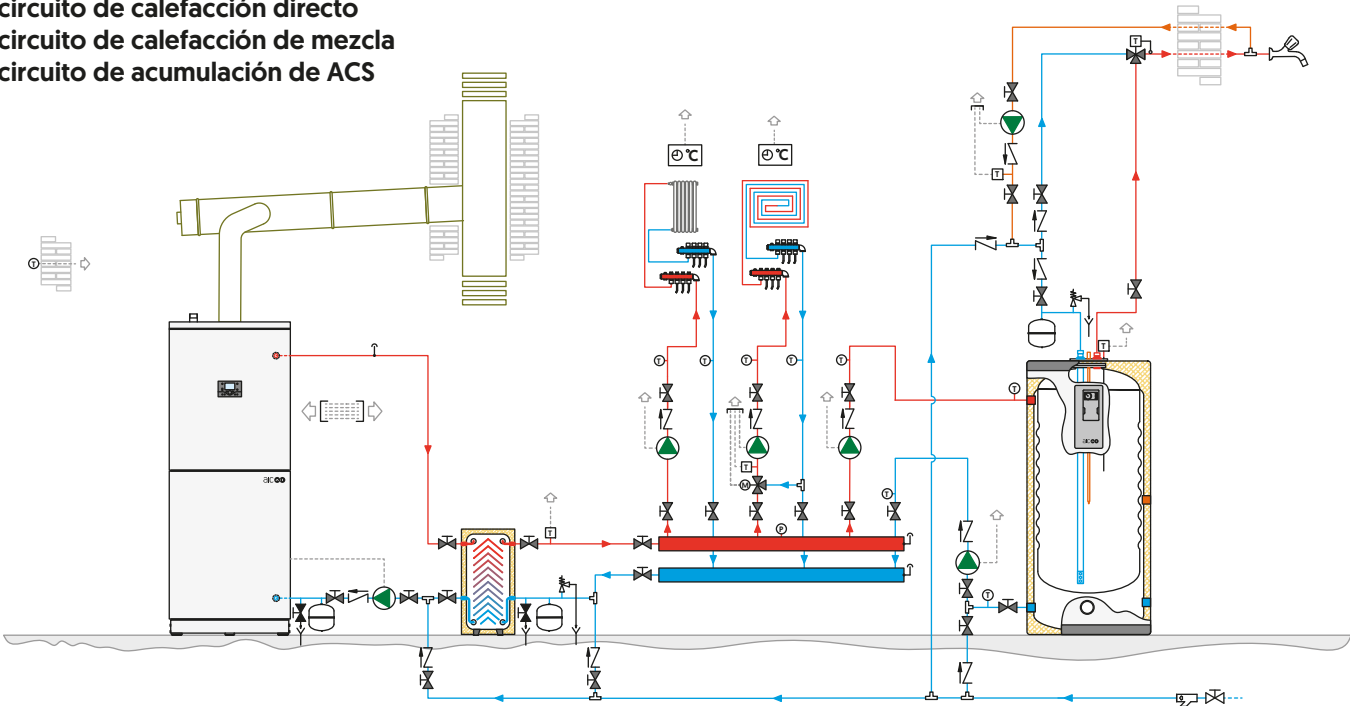 circuito de calefacción directo
circuito de calefacción de mezcla
circuito de acumulación de ACS
T
T
T
°C
°C
T
T
T
T
T
T
T
T
T
M
T
P
T
T
aic
aic